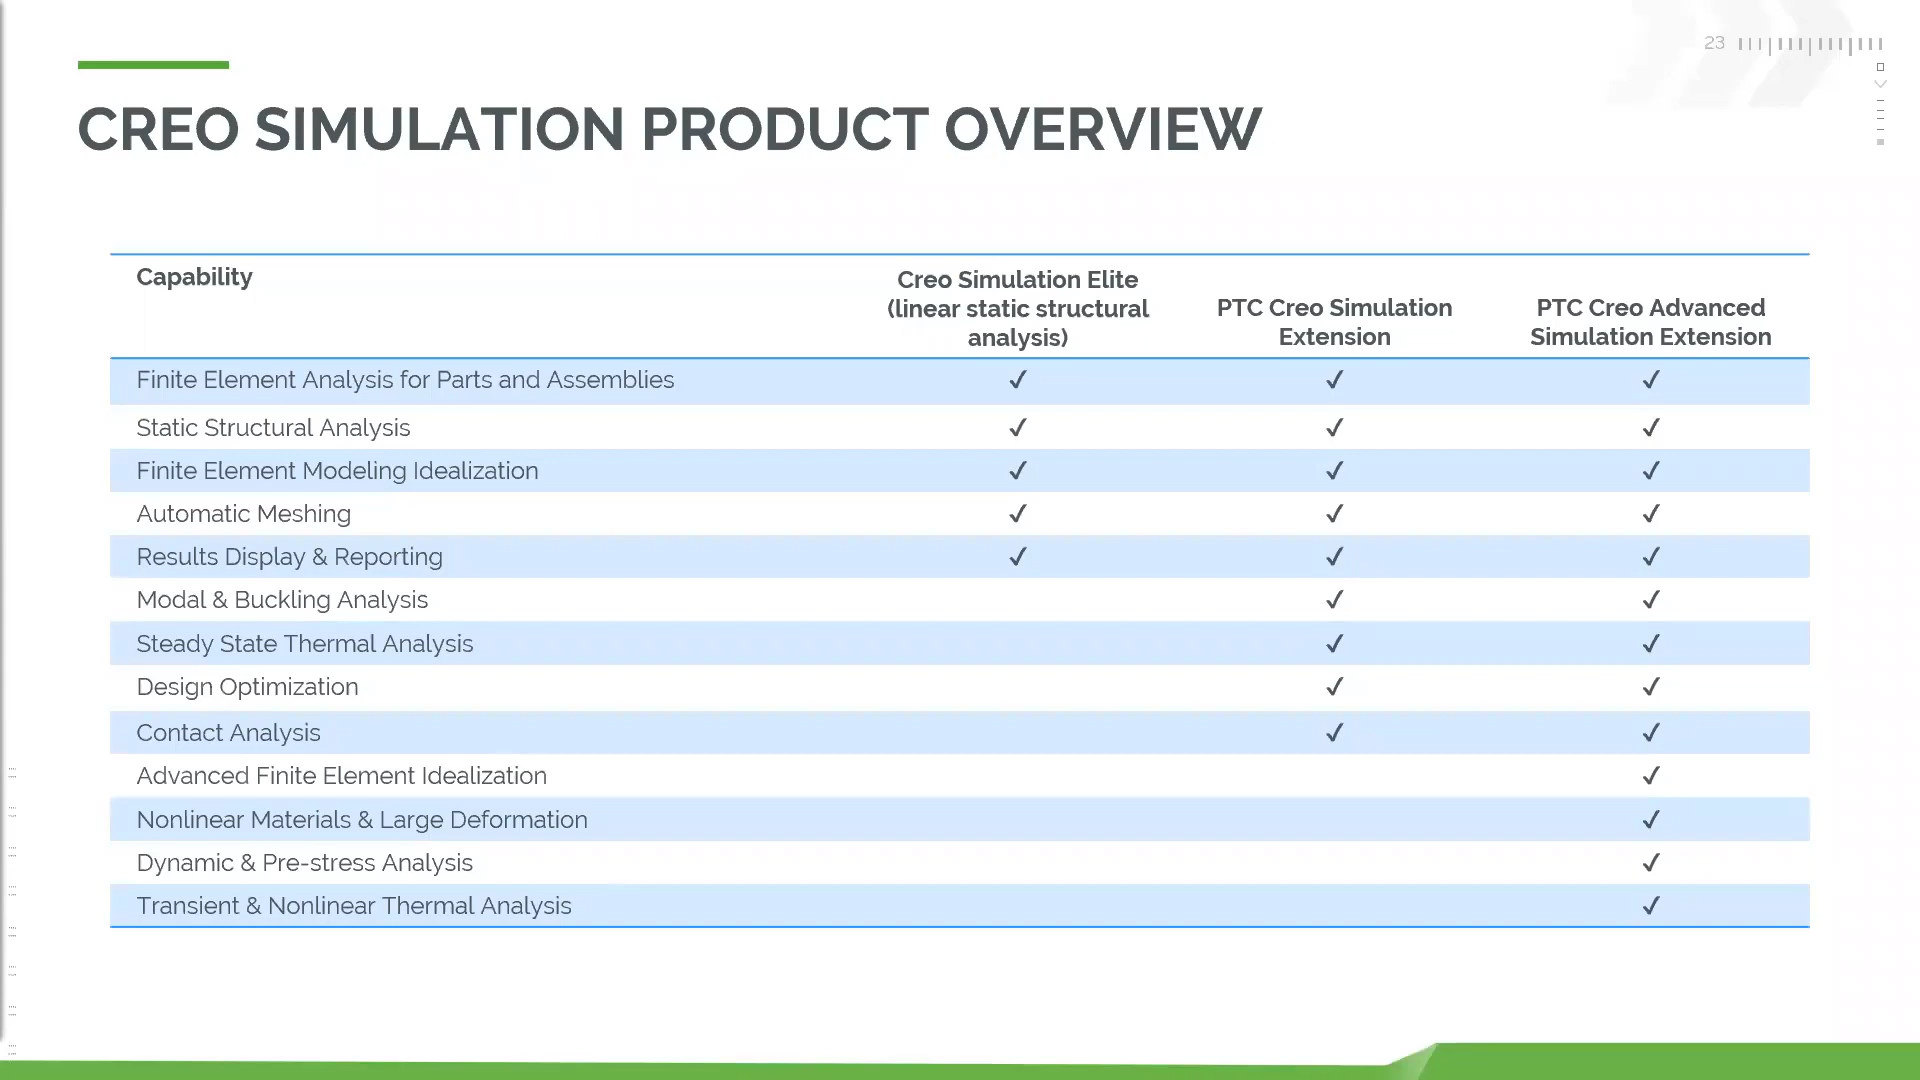 23
CREO SIMULATION PRODUCT OVERVIEW
Capability
Creo Simulation Elite
(linear static structural
analysis)
PTC Creo Simulation
Extension
PTC Creo Advanced
Simulation Extension
Finite Element Analysis for Parts and Assemblies ✓ ✓ ✓
Static Structural Analysis ✓ ✓ ✓
Finite Element Modeling Idealization ✓ ✓ ✓
Automatic Meshing ✓ ✓ ✓
Results Display & Reporting ✓ ✓ ✓
Modal & Buckling Analysis ✓ ✓
Steady State Thermal Analysis ✓ ✓
Design Optimization ✓ ✓
Contact Analysis ✓ ✓
Advanced Finite Element Idealization ✓
Nonlinear Materials & Large Deformation ✓
Dynamic & Pre-stress Analysis ✓
Transient & Nonlinear Thermal Analysis ✓